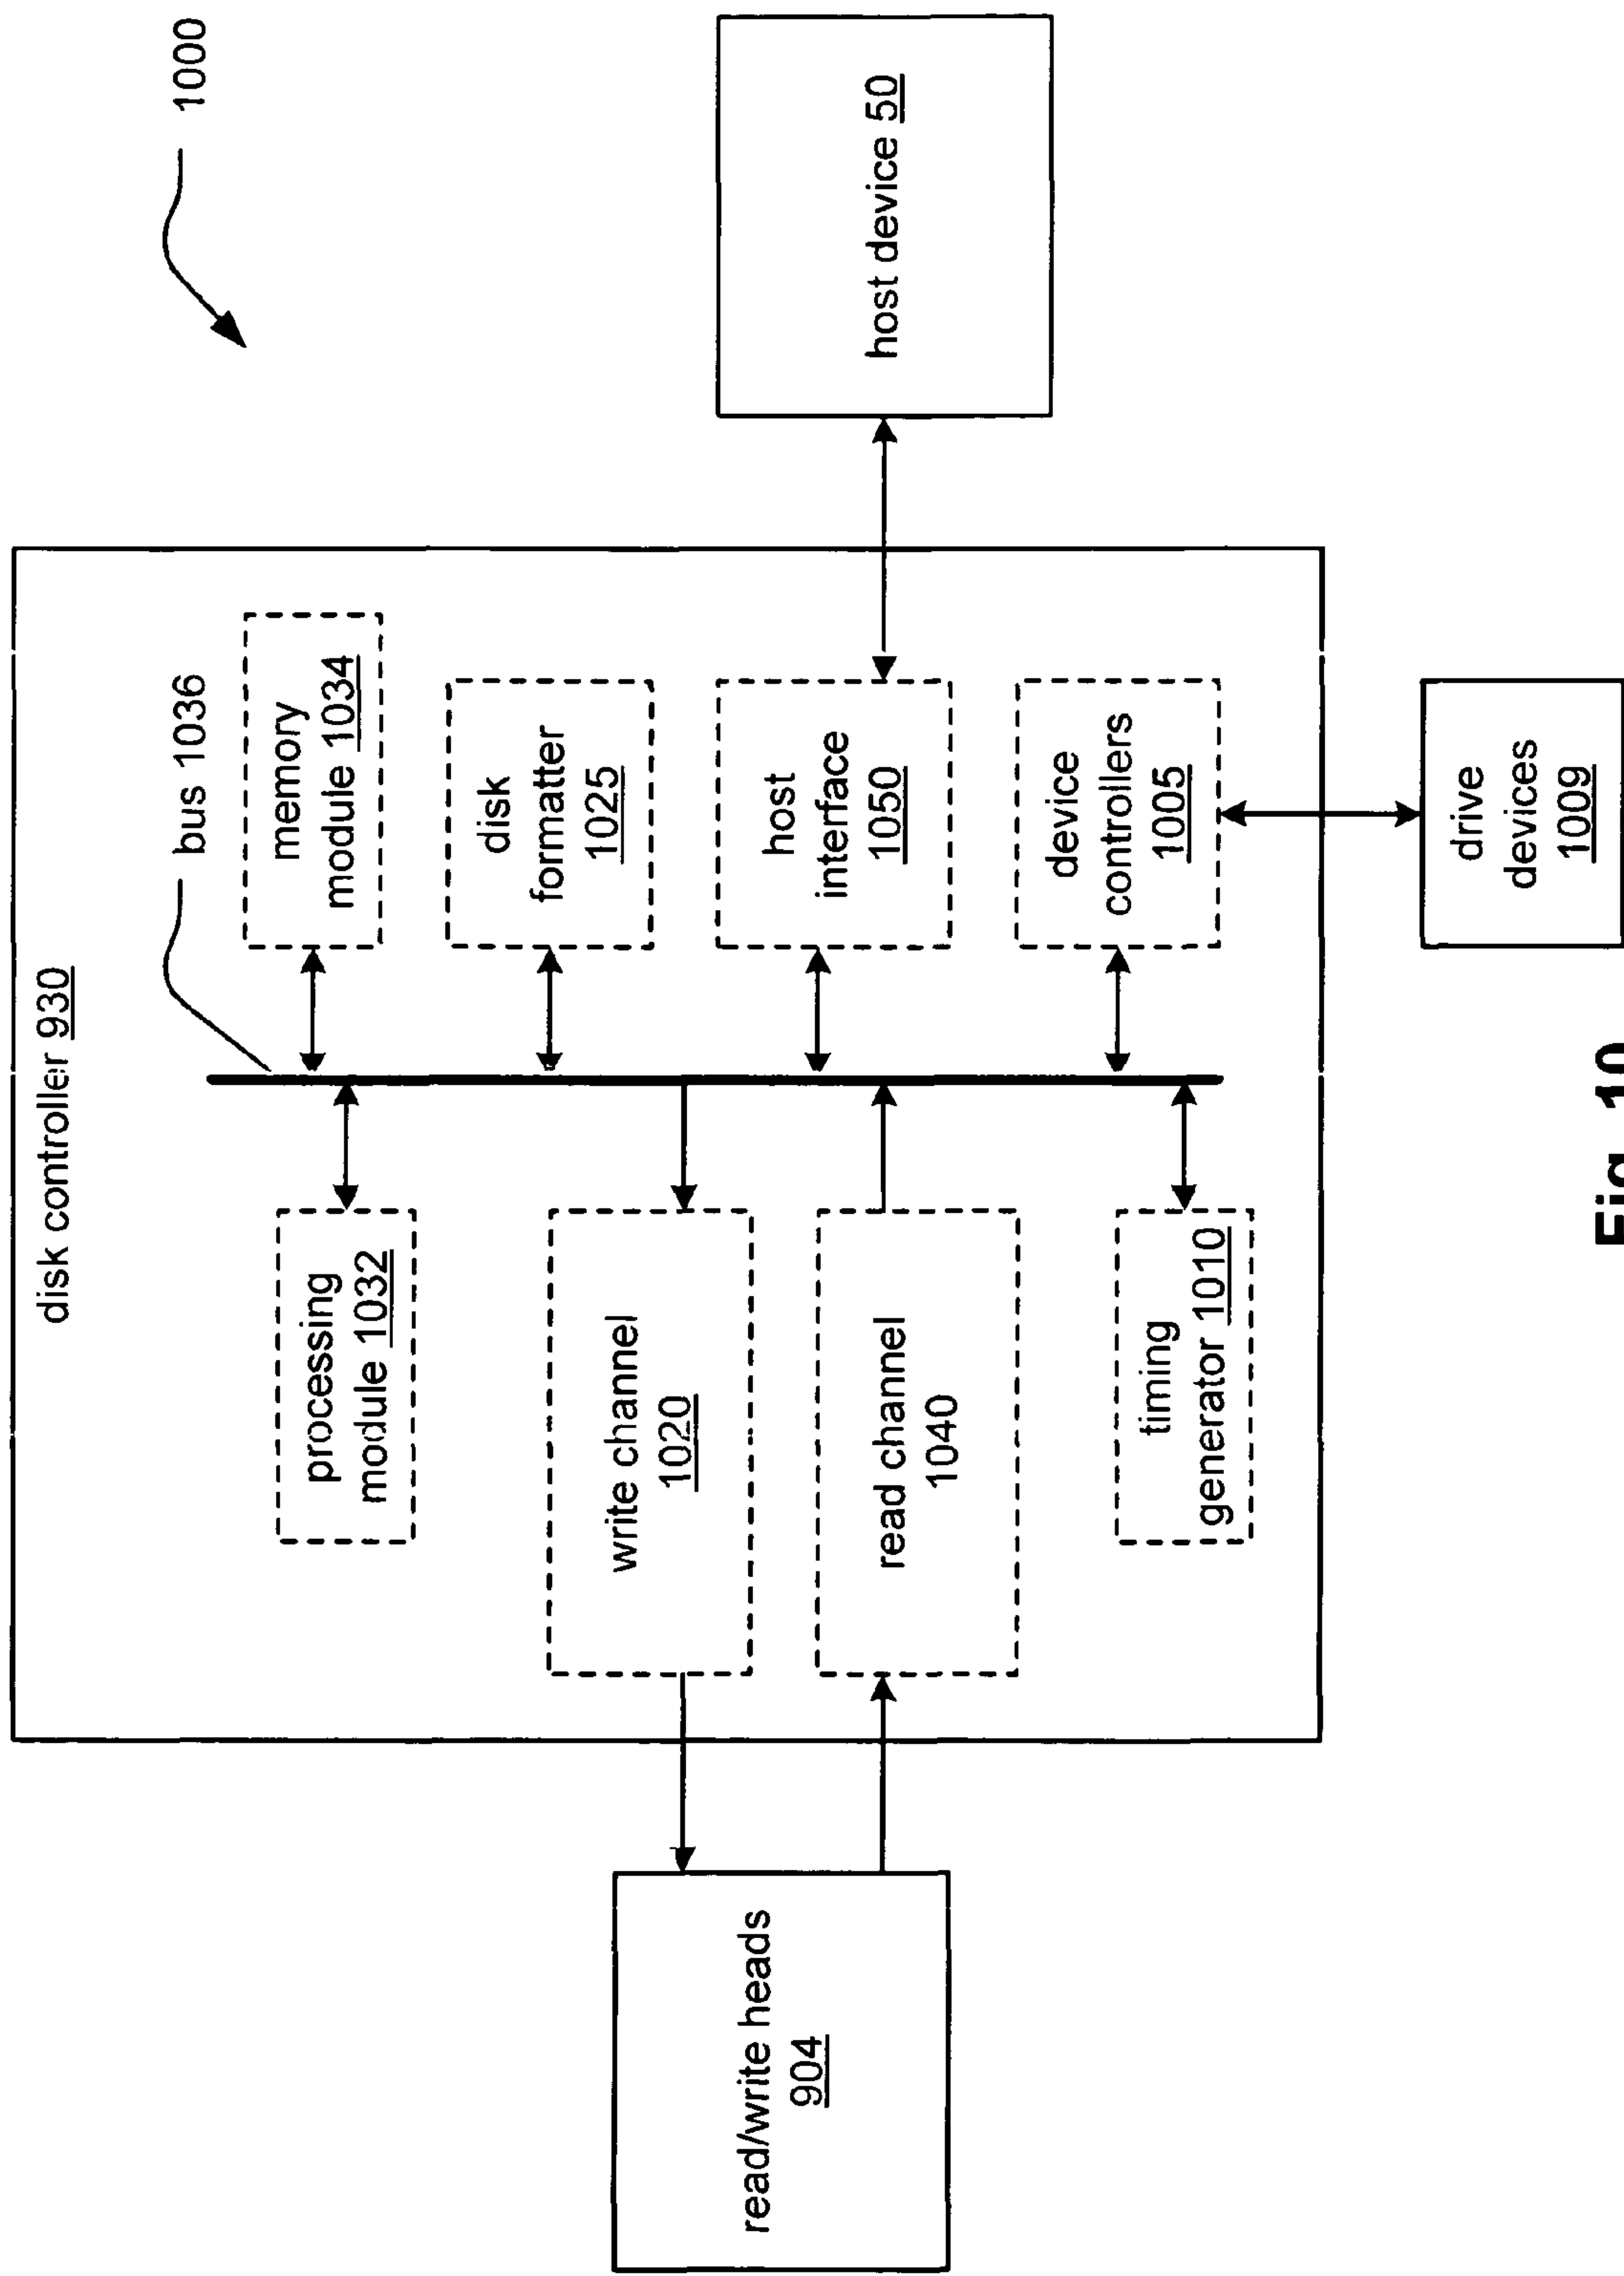 1000
disk controller 930
bus 1036
processing
module 1032
memory
module 1034
write channel
1020
disk
formatter
1025
read/write heads
904
host device 50
read channel
1040
host
interface
1050
timing
generator 1010
device
controllers
1005
drive
devices
1009
Fig. 10